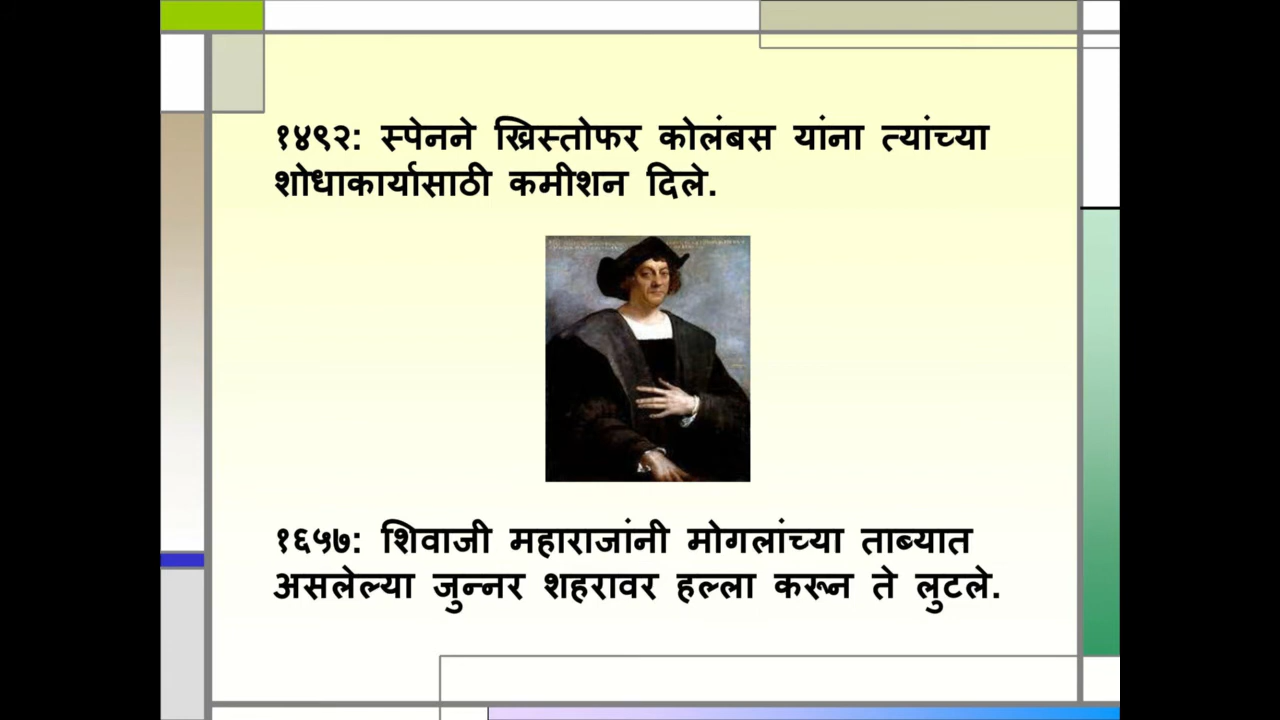 १४९२: स्पेनने ख्रिस्तोफर कोलंबस यांना त्यांच्या
शोधाकार्यासाठी कमीशन दिले.
१६५७: शिवाजी महाराजांनी मोगलांच्या ताब्यात
असलेल्या जुन्नर शहरावर हल्ला करून ते लुटले.